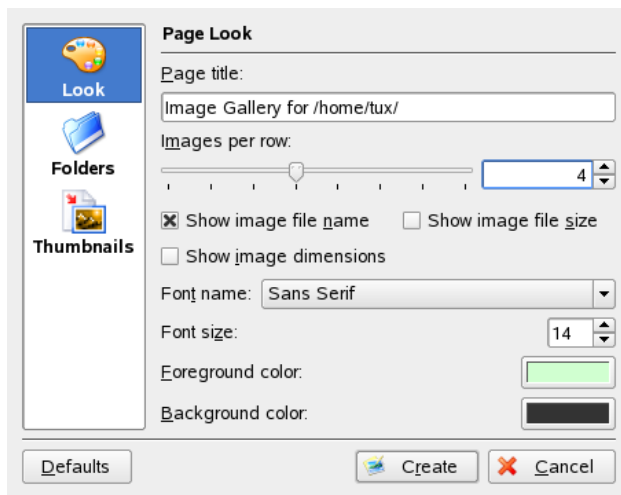 Look
Folders
Thumbnails
Page Look
Page title:
Image Gallery for /home/tux/
Images per row:
4
Show image file name
Show image file size
Show image dimensions
Font name: Sans Serif
Font size: 14
Foreground color:
Background color:
Defaults
Create
Cancel